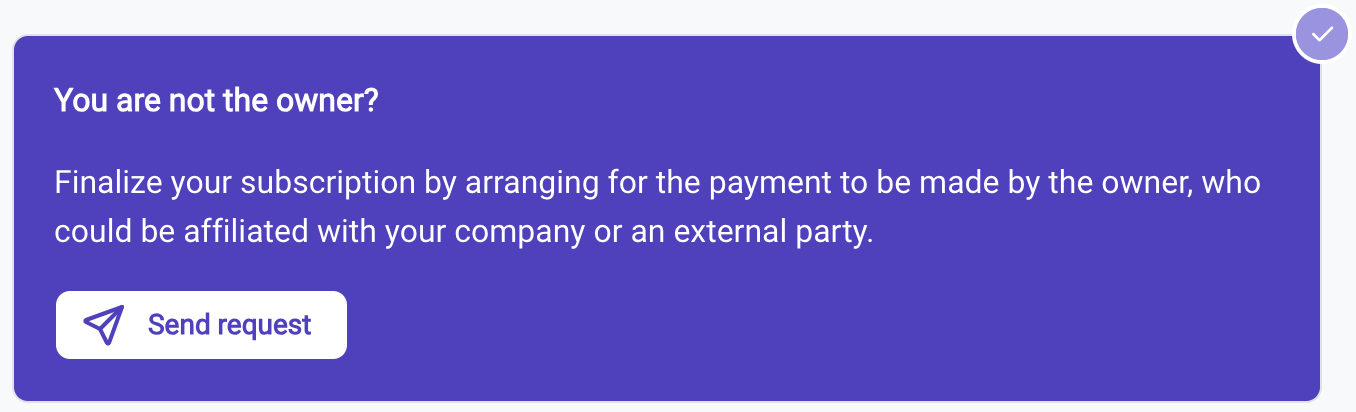 You are not the owner?
Finalize your subscription by arranging for the payment to be made by the owner, who
could be affiliated with your company or an external party.
Send request